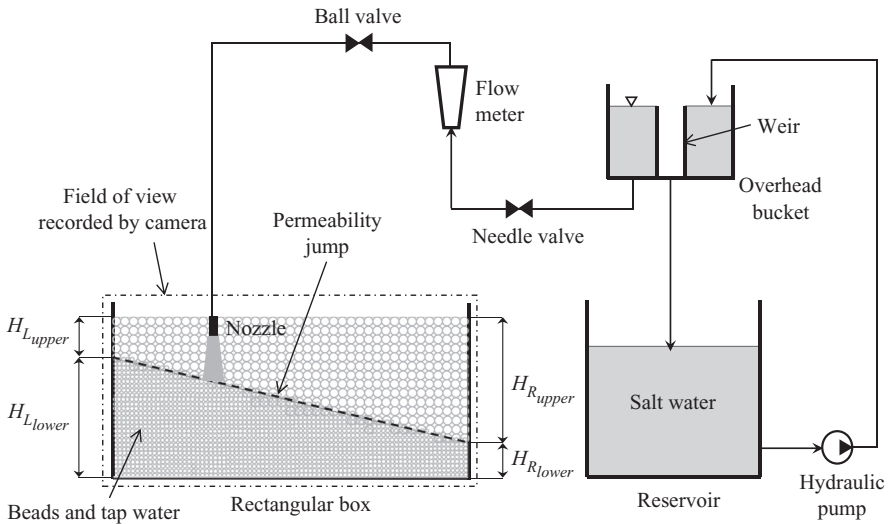 Ball valve
Flow
meter
Weir
Overhead
bucket
Needle valve
Field of view
recorded by camera
Permeability
jump
Nozzle
H_{L_{upper}}
H_{L_{lower}}
H_{R_{upper}}
H_{R_{lower}}
Salt water
Beads and tap water
Rectangular box
Reservoir
Hydraulic
pump